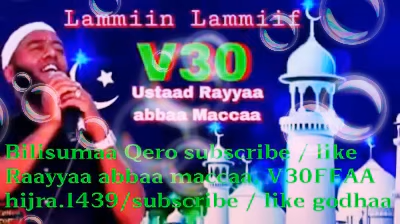 Lammiin Lammiif
V30
Ustaad Rayyaa
abbaa Maccaa
Bilisumaa Qero subscribe / like
Raayyaa abbaa maccaa V30FFAA
hijra.1439/subscribe / like godhaa